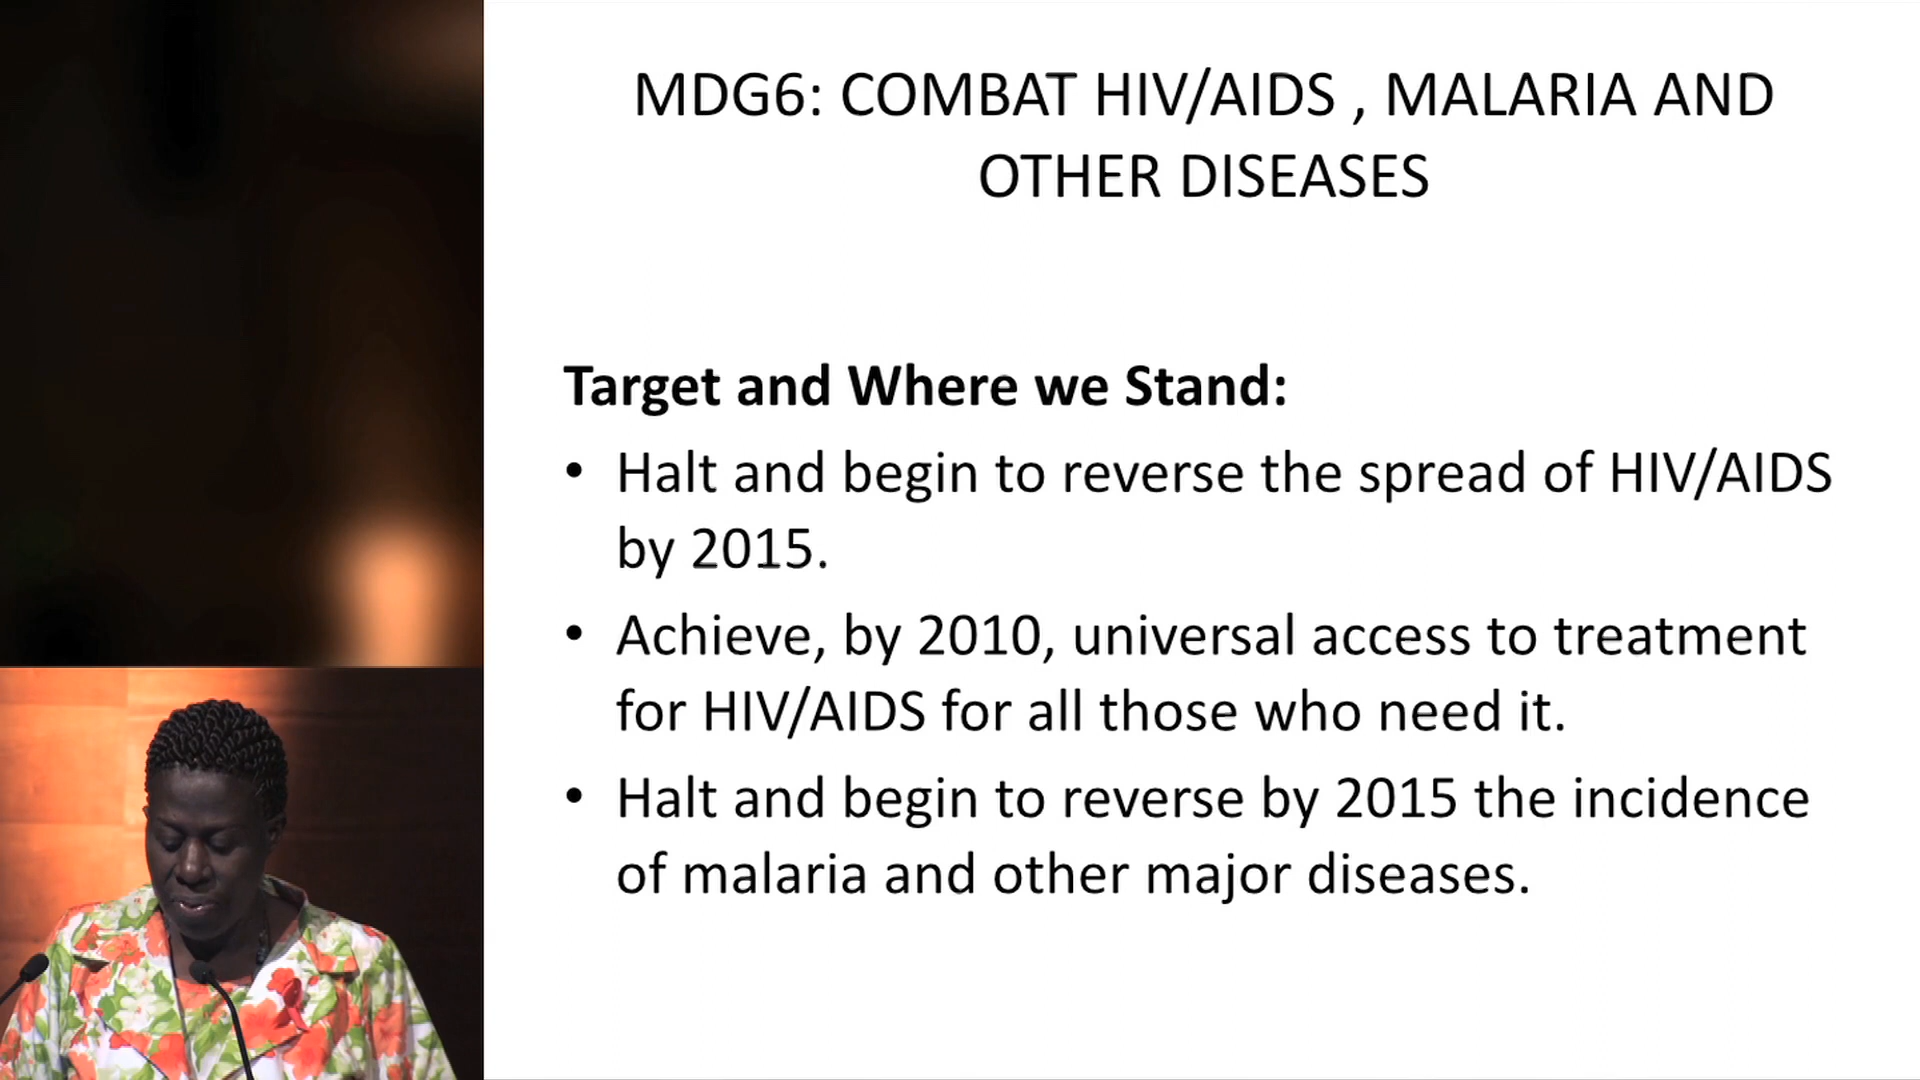 MDG6: COMBAT HIV/AIDS , MALARIA AND
OTHER DISEASES
Target and Where we Stand:
• Halt and begin to reverse the spread of HIV/AIDS
by 2015.
• Achieve, by 2010, universal access to treatment
for HIV/AIDS for all those who need it.
• Halt and begin to reverse by 2015 the incidence
of malaria and other major diseases.